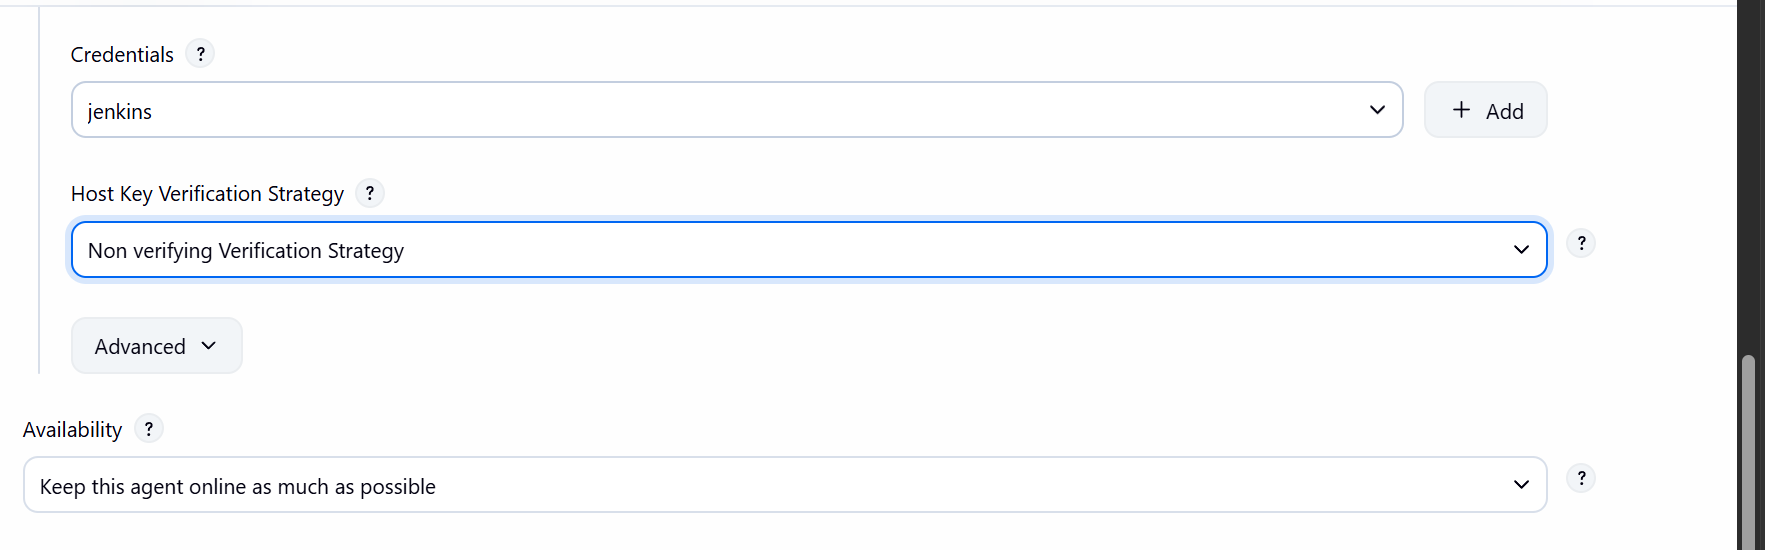 Credentials ?
jenkins
+ Add
Host Key Verification Strategy ?
Non verifying Verification Strategy
?
Advanced
Availability ?
Keep this agent online as much as possible
?